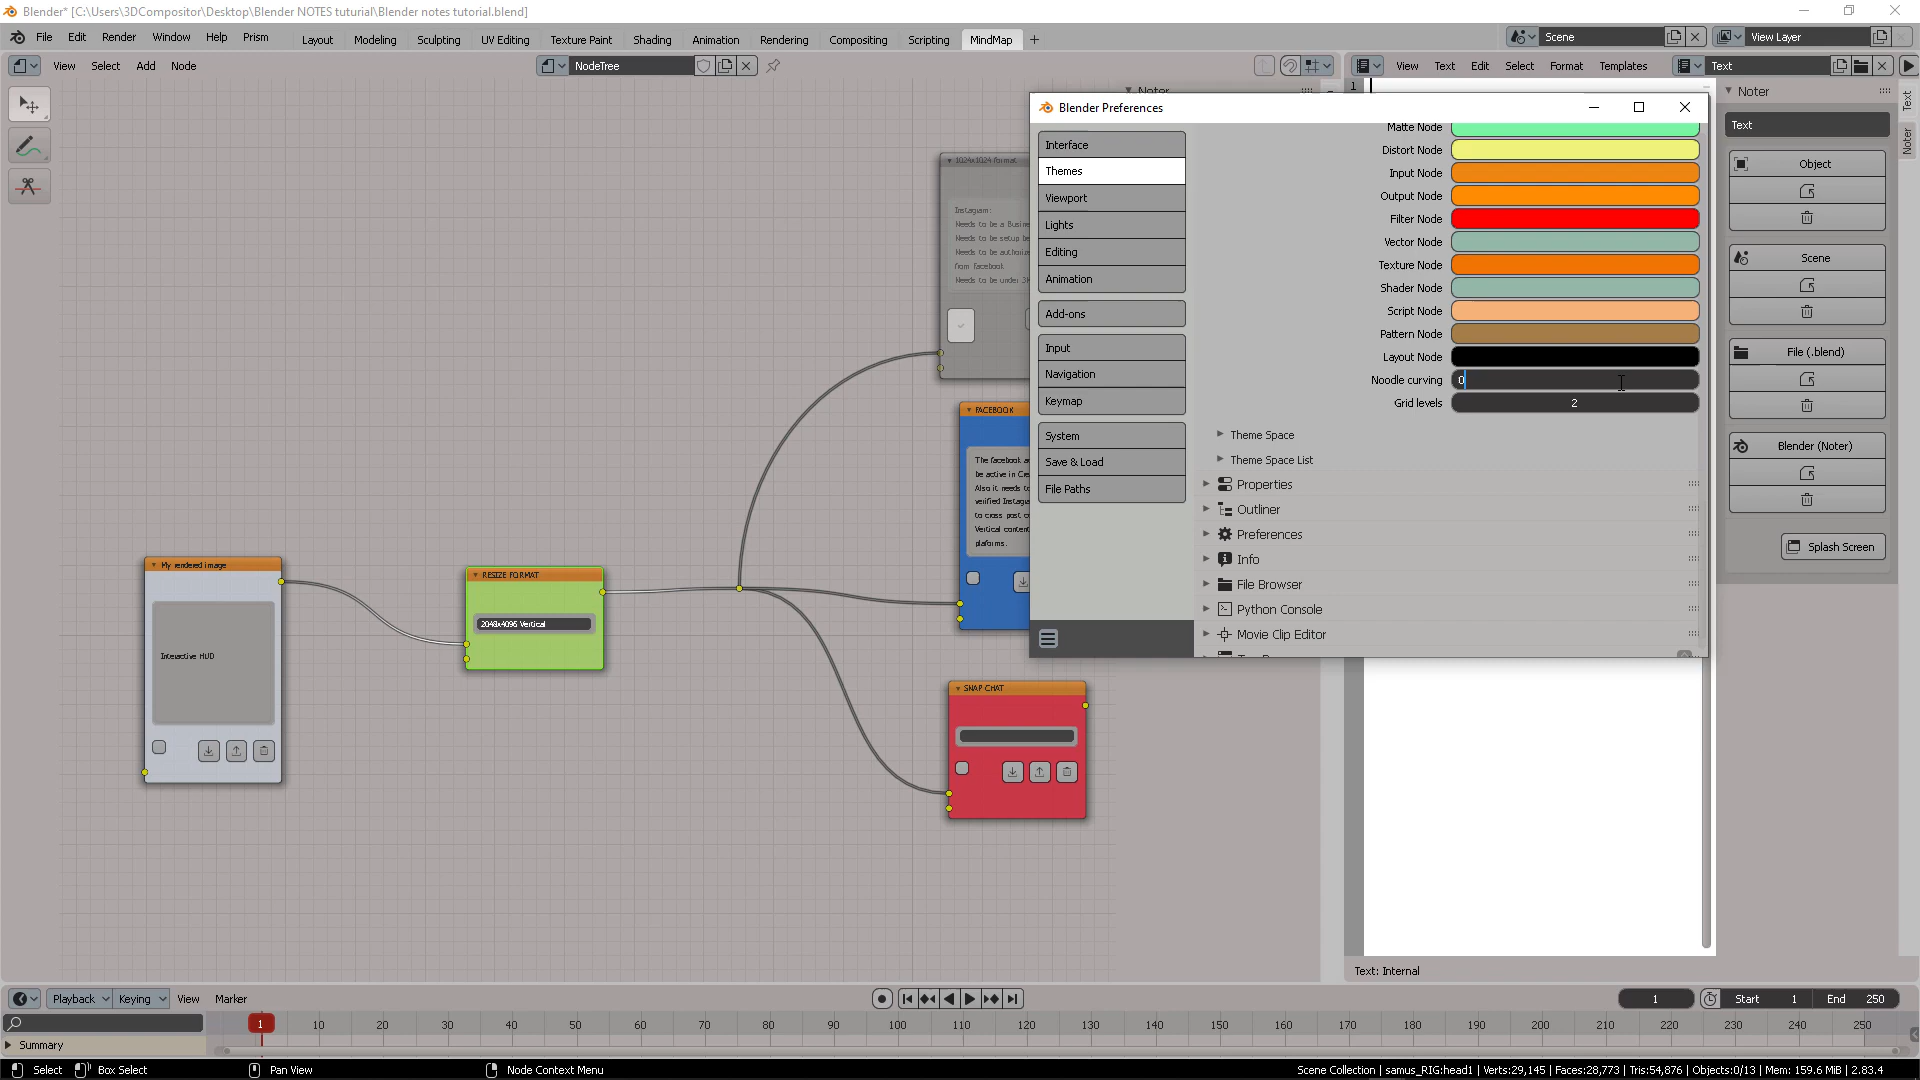 Blender* [C:\Users\3DCompositor\Desktop\Blender NOTES tuturial\Blender notes tutorial.blend]
File Edit Render Window Help Prism Layout Modeling Sculpting UV Editing Texture Paint Shading Animation Rendering Compositing Scripting MindMap + Scene View Layer
View Select Add Node NodeTree View Text Edit Select Format Templates Text
Noter
1
Noter
Text
Text
Noter
Object
Scene
File (.blend)
Blender (Noter)
Splash Screen
Blender Preferences
Interface
Themes
Viewport
Lights
Editing
Animation
Add-ons
Input
Navigation
Keymap
System
Save & Load
File Paths
Matte Node
Distort Node
Input Node
Output Node
Filter Node
Vector Node
Texture Node
Shader Node
Script Node
Pattern Node
Layout Node
Noodle curving 0
Grid levels 2
Theme Space
Theme Space List
Properties
Outliner
Preferences
Info
File Browser
Python Console
Movie Clip Editor
1024x1024 format
Instagram:
Needs to be a Busin
Needs to be setup be
Needs to be authoriz
from facebook
Needs to be under 3
FACEBOOK
The facebook a
be active in Cre
Also it needs to
verified Instagra
to cross post c
Vertical content
plaforms.
My rendered image
Interactive HUD
RESIZE FORMAT
2048x4096 Vertical
SNAP CHAT
Text: Internal
Playback Keying View Marker 1 Start 1 End 250
1 10 20 30 40 50 60 70 80 90 100 110 120 130 140 150 160 170 180 190 200 210 220 230 240 250
Summary
Select Box Select Pan View Node Context Menu Scene Collection | samus_RIG:head1 | Verts:29,145 | Faces:28,773 | Tris:54,876 | Objects:0/13 | Mem: 159.6 MiB | 2.83.4